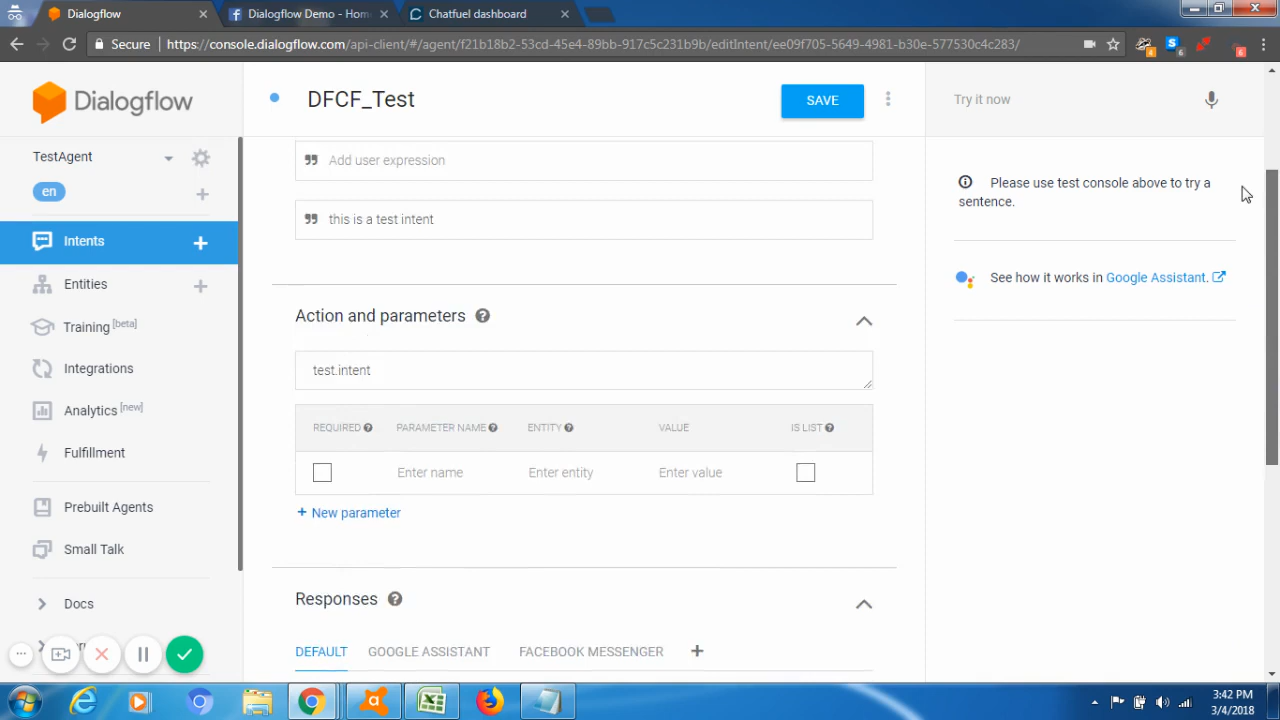 Dialogflow
Dialogflow Demo - Hom
Chatfuel dashboard
Secure
https://console.dialogflow.com/api-client/#/agent/f21b18b2-53cd-45e4-89bb-917c5c231b9b/editIntent/ee09f705-5649-4981-b30e-577530c4c283/
4
6
6
Dialogflow
DFCF_Test
SAVE
Try it now
TestAgent
en
Intents
Entities
Training [beta]
Integrations
Analytics [new]
Fulfillment
Prebuilt Agents
Small Talk
Docs
Add user expression
this is a test intent
Action and parameters
test.intent
REQUIRED PARAMETER NAME ENTITY VALUE IS LIST
Enter name Enter entity Enter value
+ New parameter
Responses
DEFAULT GOOGLE ASSISTANT FACEBOOK MESSENGER +
Please use test console above to try a
sentence.
See how it works in Google Assistant.
3:42 PM
3/4/2018